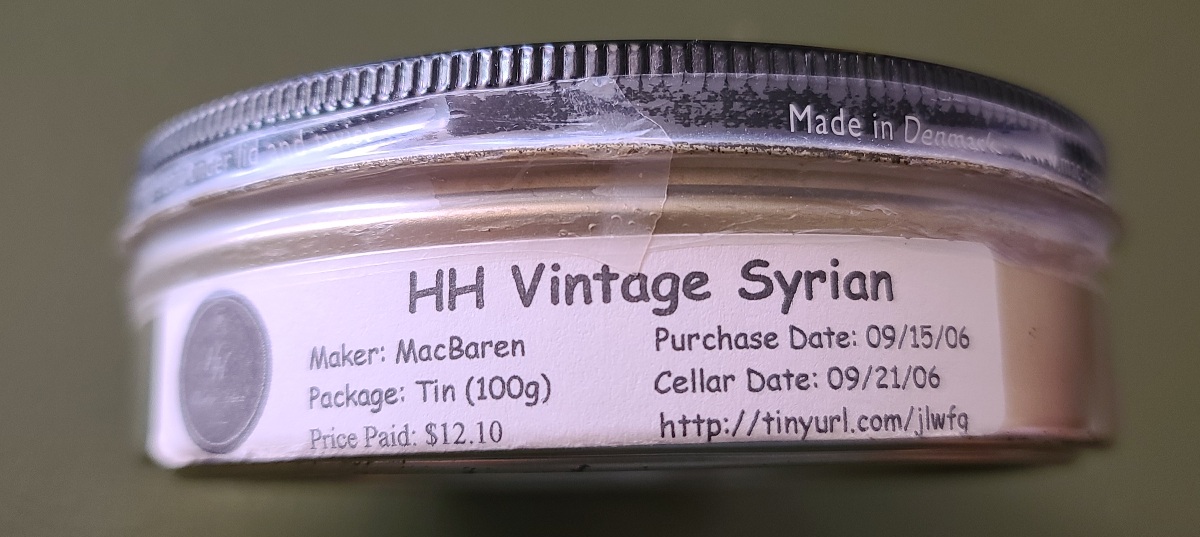 Made in Denmark
HH Vintage Syrian
Maker: MacBaren
Package: Tin (100g)
Price Paid: $12.10
Purchase Date: 09/15/06
Cellar Date: 09/21/06
http://tinyurl.com/jlwfq